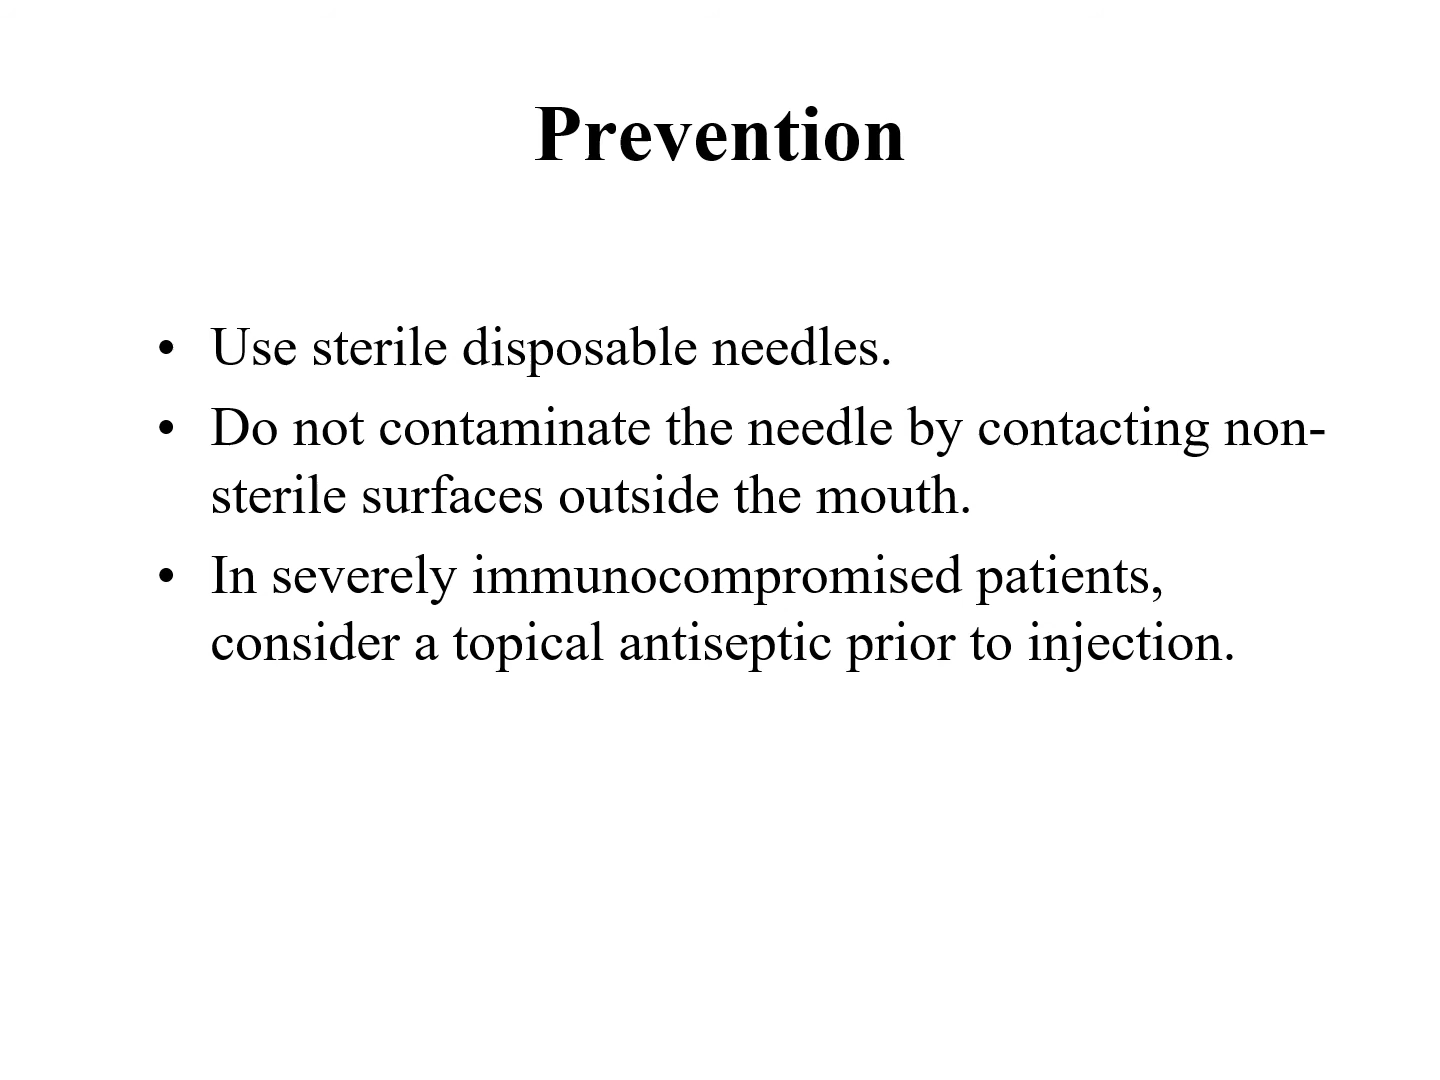 Prevention
• Use sterile disposable needles.
• Do not contaminate the needle by contacting non-
sterile surfaces outside the mouth.
• In severely immunocompromised patients,
consider a topical antiseptic prior to injection.